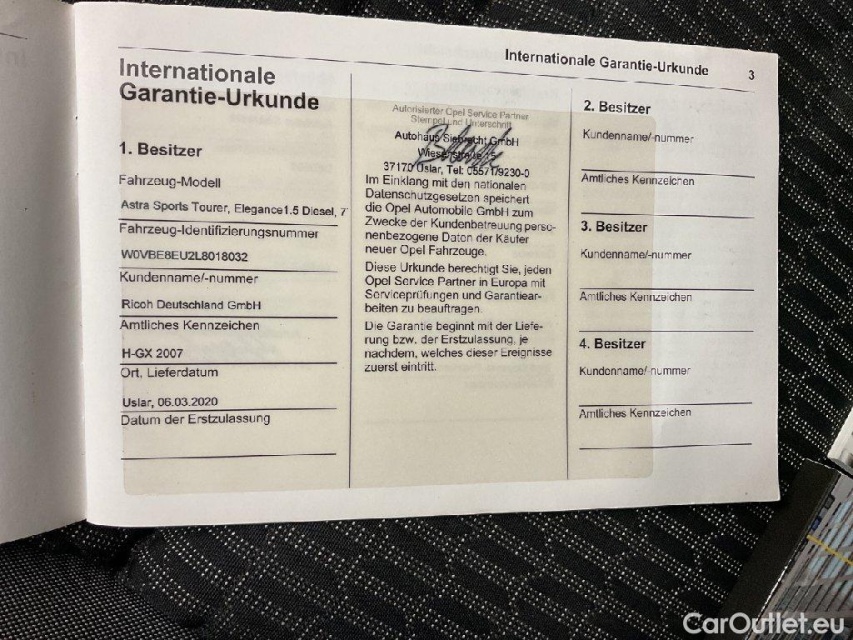 Internationale Garantie-Urkunde 3
Internationale
Garantie-Urkunde
1. Besitzer
Fahrzeug-Modell
Astra Sports Tourer, Elegance1.5 Diesel, 7
Fahrzeug-Identifizierungsnummer
W0VBE8EU2L8018032
Kundenname/-nummer
Ricoh Deutschland GmbH
Amtliches Kennzeichen
H-GX 2007
Ort, Lieferdatum
Uslar, 06.03.2020
Datum der Erstzulassung
Autorisierter Opel Service Partner
Stempel und Unterschrift
Autohaus Siebrecht GmbH
37170 Uslar, Tel: 05571/9230-0
Im Einklang mit den nationalen
Datenschutzgesetzen speichert
die Opel Automobile GmbH zum
Zwecke der Kundenbetreuung perso-
nenbezogene Daten der Käufer
neuer Opel Fahrzeuge.
Diese Urkunde berechtigt Sie, jeden
Opel Service Partner in Europa mit
Serviceprüfungen und Garantiear-
beiten zu beauftragen.
Die Garantie beginnt mit der Liefe-
rung bzw. der Erstzulassung, je
nachdem, welches dieser Ereignisse
zuerst eintritt.
2. Besitzer
Kundenname/-nummer
Amtliches Kennzeichen
3. Besitzer
Kundenname/-nummer
Amtliches Kennzeichen
4. Besitzer
Kundenname/-nummer
Amtliches Kennzeichen
CarOutlet.eu